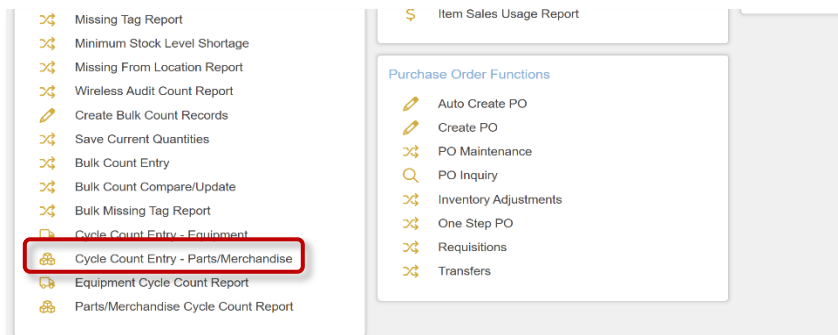 Missing Tag Report
Minimum Stock Level Shortage
Missing From Location Report
Wireless Audit Count Report
Create Bulk Count Records
Save Current Quantities
Bulk Count Entry
Bulk Count Compare/Update
Bulk Missing Tag Report
Cycle Count Entry - Equipment
Cycle Count Entry - Parts/Merchandise
Equipment Cycle Count Report
Parts/Merchandise Cycle Count Report
$ Item Sales Usage Report
Purchase Order Functions
Auto Create PO
Create PO
PO Maintenance
PO Inquiry
Inventory Adjustments
One Step PO
Requisitions
Transfers